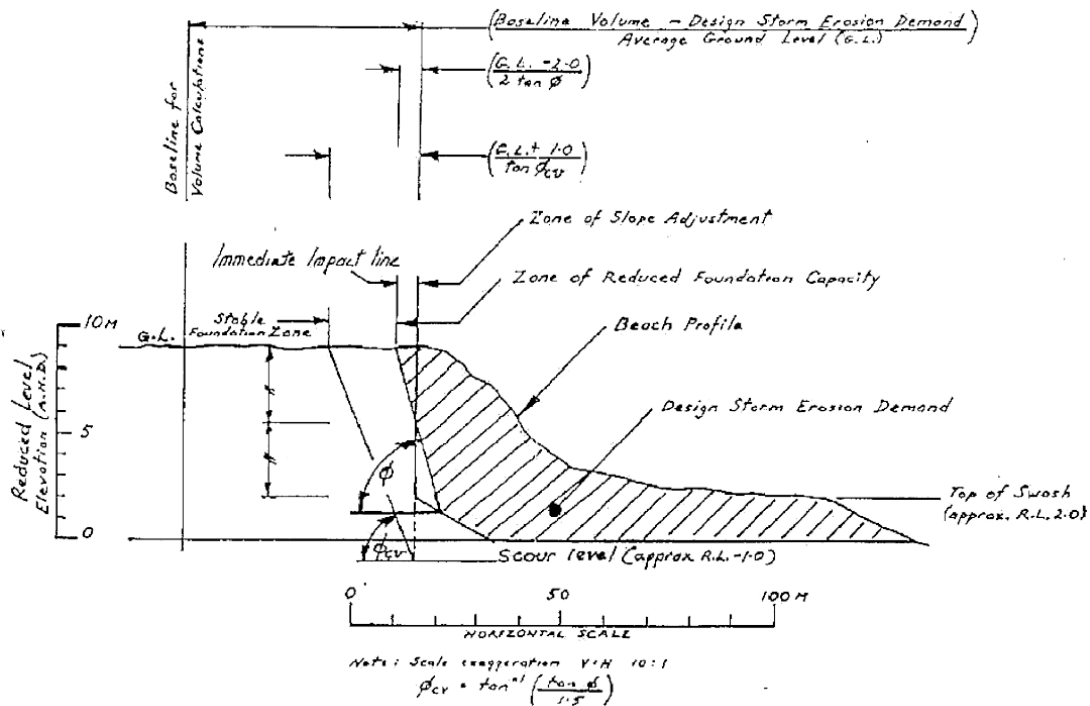 (Baseline Volume - Design Storm Erosion Demand
Average Ground Level (G.L.))
(G.L. -2.0
2 tan φ)
(G.L.+ 1.0
tan φcv)
Baseline for
Volume Calculations
Zone of Slope Adjustment
Immediate Impact line
Zone of Reduced Foundation Capacity
Stable
Foundation Zone
G.L.
Beach Profile
10M
5
0
Reduced Level
Elevation (A.H.D.)
Design Storm Erosion Demand
φ
φcv
Top of Swash
(approx. R.L. 2.0)
Scour level (approx R.L.-1.0)
0 50 100 M
HORIZONTAL SCALE
Note: Scale exaggeration V:H 10:1
φcv = tan⁻¹ (tan φ
1.5)